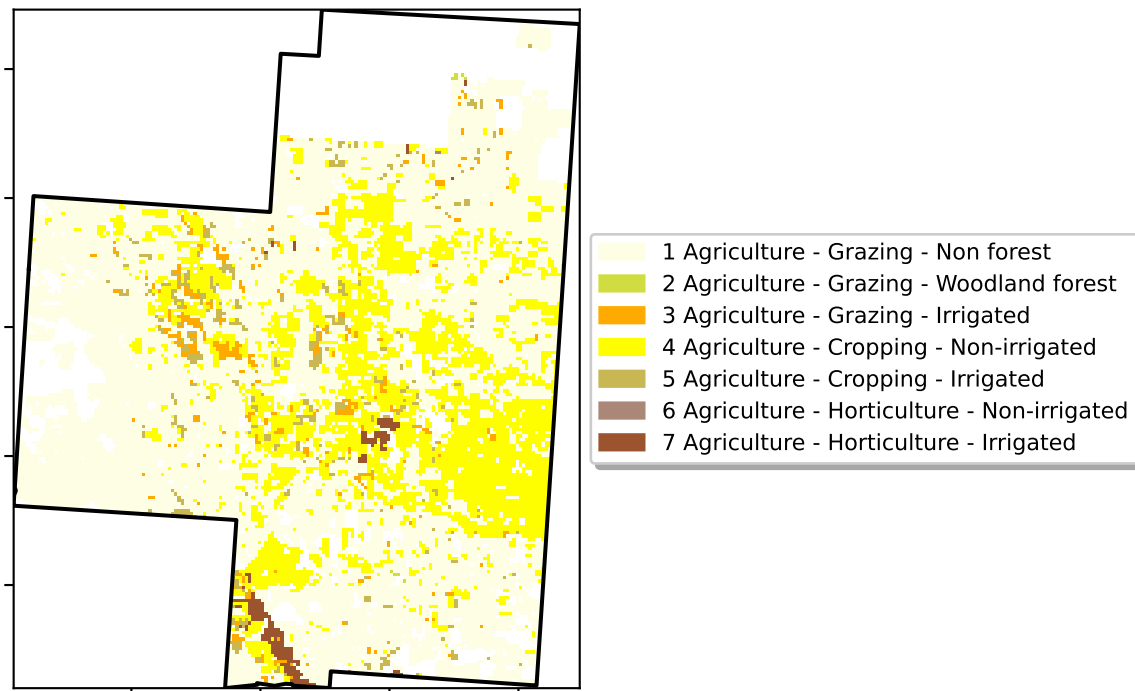 1 Agriculture - Grazing - Non forest
2 Agriculture - Grazing - Woodland forest
3 Agriculture - Grazing - Irrigated
4 Agriculture - Cropping - Non-irrigated
5 Agriculture - Cropping - Irrigated
6 Agriculture - Horticulture - Non-irrigated
7 Agriculture - Horticulture - Irrigated